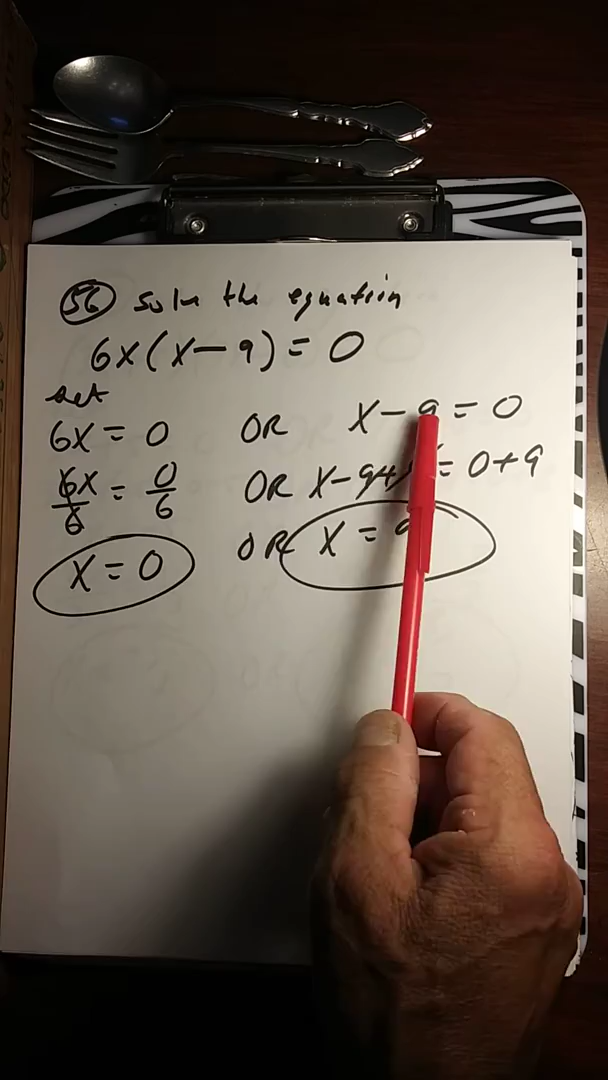 56 Solve the equation
6x(x-9)=0
set
6x=0 OR x-9=0
6x/6=0/6 OR x-9+ =0+9
x=0 OR x=9